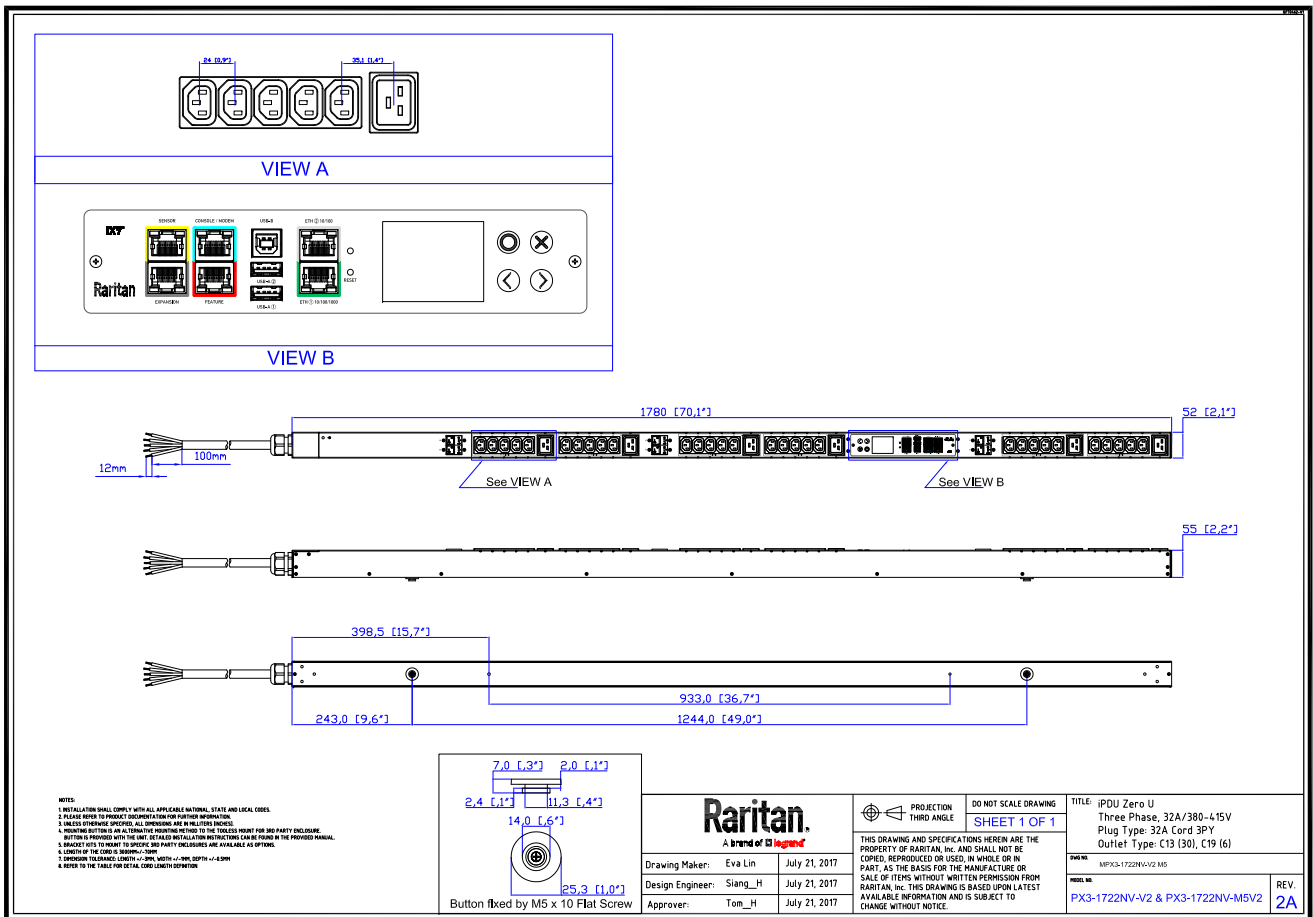 24 [0,9"]
35,1 [1,4"]
VIEW A
iX7™
SENSOR
CONSOLE / MODEM
USB-B
ETH ② 10/100
Raritan
EXPANSION
FEATURE
USB-A ②
USB-A ①
ETH ① 10/100/1000
RESET
VIEW B
1780 [70,1"]
52 [2,1"]
12mm
100mm
See VIEW A
See VIEW B
55 [2,2"]
398,5 [15,7"]
933,0 [36,7"]
243,0 [9,6"]
1244,0 [49,0"]
7,0 [,3"]
2,0 [,1"]
2,4 [,1"]
11,3 [,4"]
14,0 [,6"]
25,3 [1,0"]
Button fixed by M5 x 10 Flat Screw
NOTES:
1. INSTALLATION SHALL COMPLY WITH ALL APPLICABLE NATIONAL, STATE AND LOCAL CODES.
2. PLEASE REFER TO PRODUCT DOCUMENTATION FOR FURTHER INFORMATION.
3. UNLESS OTHERWISE SPECIFIED, ALL DIMENSIONS ARE IN MILLITERS [INCHES].
4. MOUNTING BUTTON IS AN ALTERNATIVE MOUNTING METHOD TO THE TOOLESS MOUNT FOR 3RD PARTY ENCLOSURE.
BUTTON IS PROVIDED WITH THE UNIT. DETAILED INSTALLATION INSTRUCTIONS CAN BE FOUND IN THE PROVIDED MANUAL.
5. BRACKET KITS TO MOUNT TO SPECIFIC 3RD PARTY ENCLOSURES ARE AVAILABLE AS OPTIONS.
6. LENGTH OF THE CORD IS 3000MM+/-70MM
7. DIMENSION TOLERANCE: LENGTH +/-3MM, WIDTH +/-1MM, DEPTH +/-0.5MM
8. REFER TO THE TABLE FOR DETAIL CORD LENGTH DEFINITION
Raritan.
A brand of legrand
Drawing Maker: Eva Lin July 21, 2017
Design Engineer: Siang_H July 21, 2017
Approver: Tom_H July 21, 2017
PROJECTION
THIRD ANGLE
DO NOT SCALE DRAWING
SHEET 1 OF 1
THIS DRAWING AND SPECIFICATIONS HEREIN ARE THE
PROPERTY OF RARITAN, Inc. AND SHALL NOT BE
COPIED, REPRODUCED OR USED, IN WHOLE OR IN
PART, AS THE BASIS FOR THE MANUFACTURE OR
SALE OF ITEMS WITHOUT WRITTEN PERMISSION FROM
RARITAN, Inc. THIS DRAWING IS BASED UPON LATEST
AVAILABLE INFORMATION AND IS SUBJECT TO
CHANGE WITHOUT NOTICE.
TITLE: iPDU Zero U
Three Phase, 32A/380-415V
Plug Type: 32A Cord 3PY
Outlet Type: C13 (30), C19 (6)
DWG NO.
MPX3-1722NV-V2 M5
MODEL NO.
PX3-1722NV-V2 & PX3-1722NV-M5V2
REV.
2A